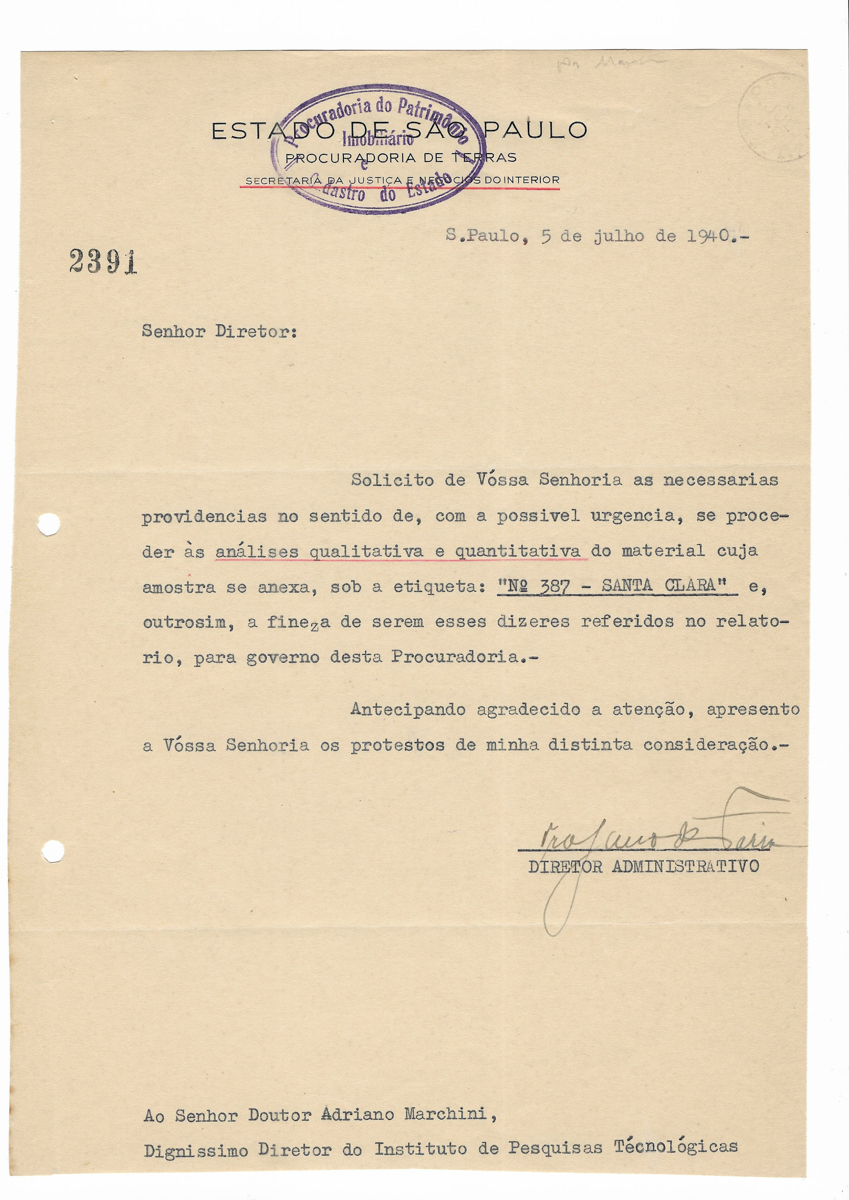 ESTADO DE SÃO PAULO
PROCURADORIA DE TERRAS
SECRETARIA DA JUSTIÇA E NEGÓCIOS DO INTERIOR
Procuradoria do Patrimônio
Imobiliário
e
Cadastro do Estado
S.Paulo, 5 de julho de 1940.-
2391
Senhor Diretor:
Solicito de Vóssa Senhoria as necessarias
providencias no sentido de, com a possivel urgencia, se proce-
der às análises qualitativa e quantitativa do material cuja
amostra se anexa, sob a etiqueta: "Nº 387 - SANTA CLARA" e,
outrosim, a fineza de serem esses dizeres referidos no relato-
rio, para governo desta Procuradoria.-
Antecipando agradecido a atenção, apresento
a Vóssa Senhoria os protestos de minha distinta consideração.-
DIRETOR ADMINISTRATIVO
Ao Senhor Doutor Adriano Marchini,
Dignissimo Diretor do Instituto de Pesquisas Técnológicas